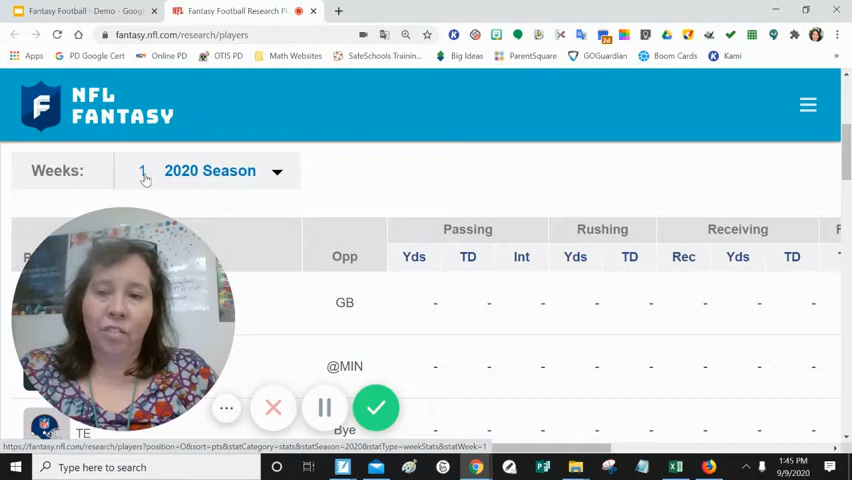 Fantasy Football - Demo - Googl
Fantasy Football Research Pl
fantasy.nfl.com/research/players
Apps
PD Google Cert
Online PD
OTIS PD
Math Websites
SafeSchools Training...
Big Ideas
ParentSquare
GOGuardian
Boom Cards
Kami
NFL
FANTASY
Weeks: 1 2020 Season
Passing Rushing Receiving
Opp Yds TD Int Yds TD Rec Yds TD
GB - - - - - - - -
@MIN - - - - - - - -
TE Bye - - - - - - - -
https://fantasy.nfl.com/research/players?position=O&sort=pts&statCategory=stats&statSeason=2020&statType=weekStats&statWeek=1
Type here to search
1:45 PM
9/9/2020